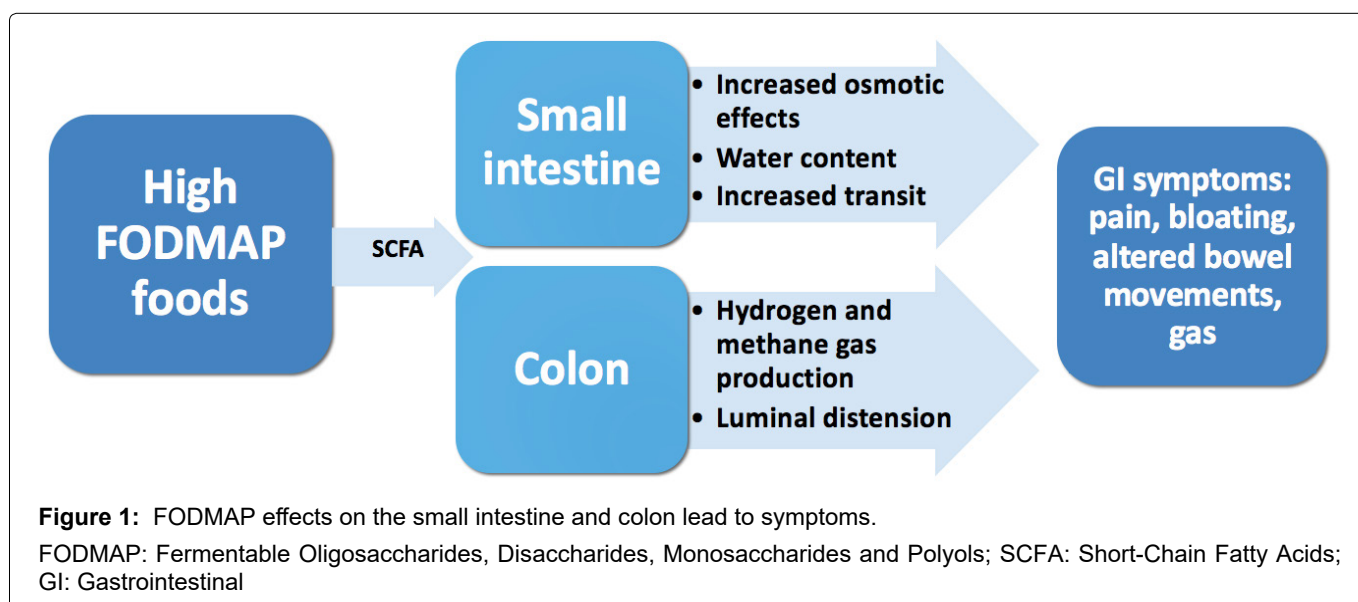 High
FODMAP
foods
SCFA
Small
intestine
• Increased osmotic
effects
• Water content
• Increased transit
Colon
• Hydrogen and
methane gas
production
• Luminal distension
GI symptoms:
pain, bloating,
altered bowel
movements,
gas
Figure 1: FODMAP effects on the small intestine and colon lead to symptoms.
FODMAP: Fermentable Oligosaccharides, Disaccharides, Monosaccharides and Polyols; SCFA: Short-Chain Fatty Acids;
GI: Gastrointestinal